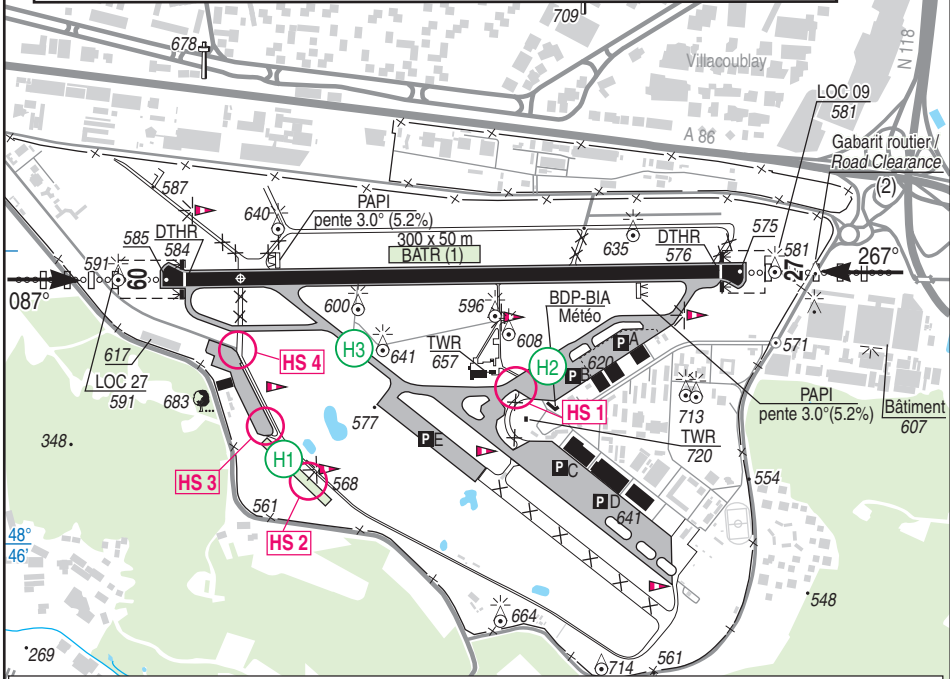 709
678
Villacoublay
N 118
LOC 09
581
A 86
Gabarit routier /
Road Clearance
(2)
587
PAPI
pente 3.0° (5.2%)
640
300 x 50 m
BATR (1)
635
DTHR
576
575
585
DTHR
584
591
09
581
27
267°
087°
600
596
BDP-BIA
Météo
608
H3
641
TWR
657
H2
P A
620
P B
571
617
HS 4
LOC 27
591
683
HS 1
713
PAPI
pente 3.0°(5.2%)
Bâtiment
607
577
P E
TWR
720
348
HS 3
H1
568
P C
P D
641
554
561
HS 2
48°
46'
548
664
269
714
561